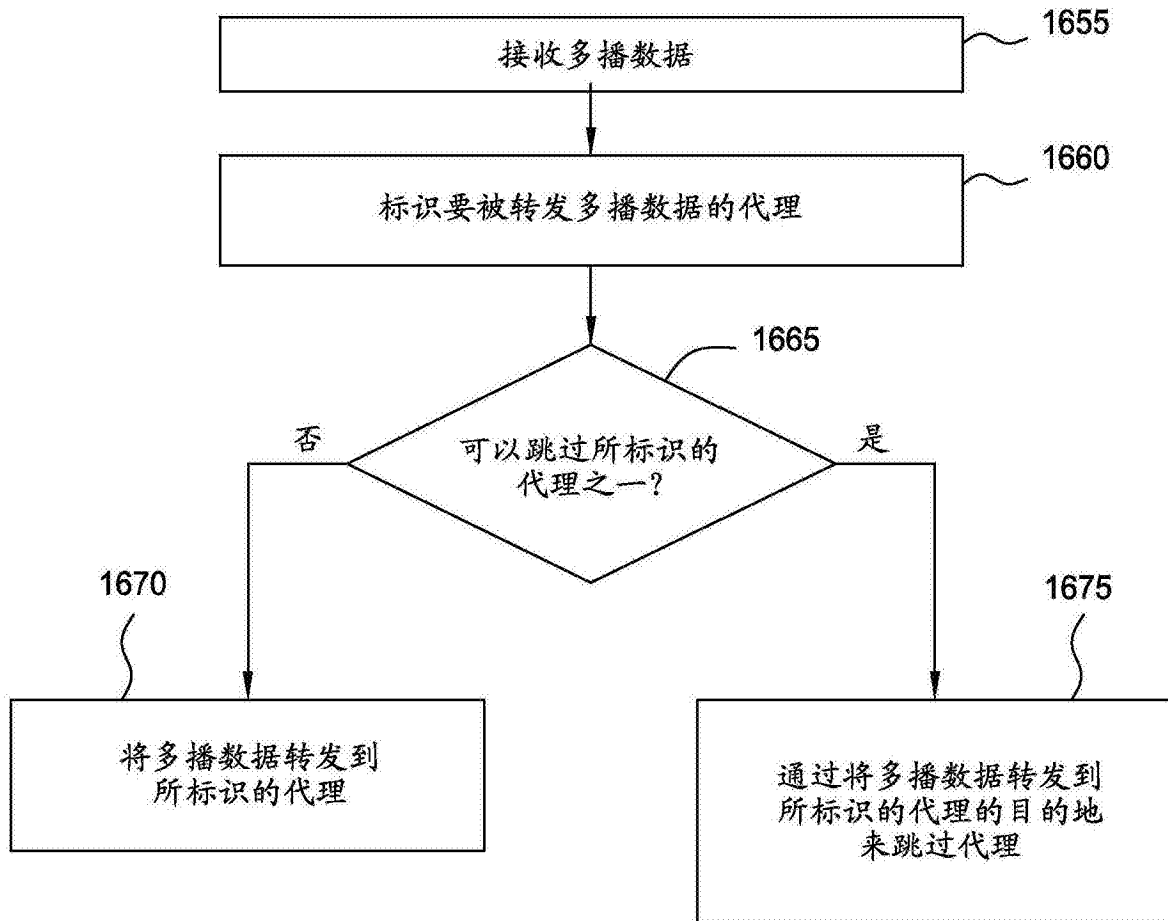 1655
接收多播数据
1660
标识要被转发多播数据的代理
1665
否
是
可以跳过所标识的
代理之一?
1670
1675
将多播数据转发到
所标识的代理
通过将多播数据转发到
所标识的代理的目的地
来跳过代理